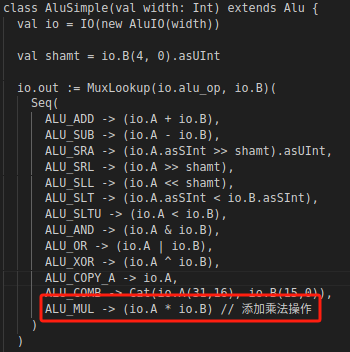 class AluSimple(val width: Int) extends Alu {
val io = IO(new AluIO(width))
val shamt = io.B(4, 0).asUInt
io.out := MuxLookup(io.alu_op, io.B)(
Seq(
ALU_ADD -> (io.A + io.B),
ALU_SUB -> (io.A - io.B),
ALU_SRA -> (io.A.asSInt >> shamt).asUInt,
ALU_SRL -> (io.A >> shamt),
ALU_SLL -> (io.A << shamt),
ALU_SLT -> (io.A.asSInt < io.B.asSInt),
ALU_SLTU -> (io.A < io.B),
ALU_AND -> (io.A & io.B),
ALU_OR -> (io.A | io.B),
ALU_XOR -> (io.A ^ io.B),
ALU_COPY_A -> io.A,
ALU_COMB -> Cat(io.A(31,16), io.B(15,0)),
ALU_MUL -> (io.A * io.B) // 添加乘法操作
)
)